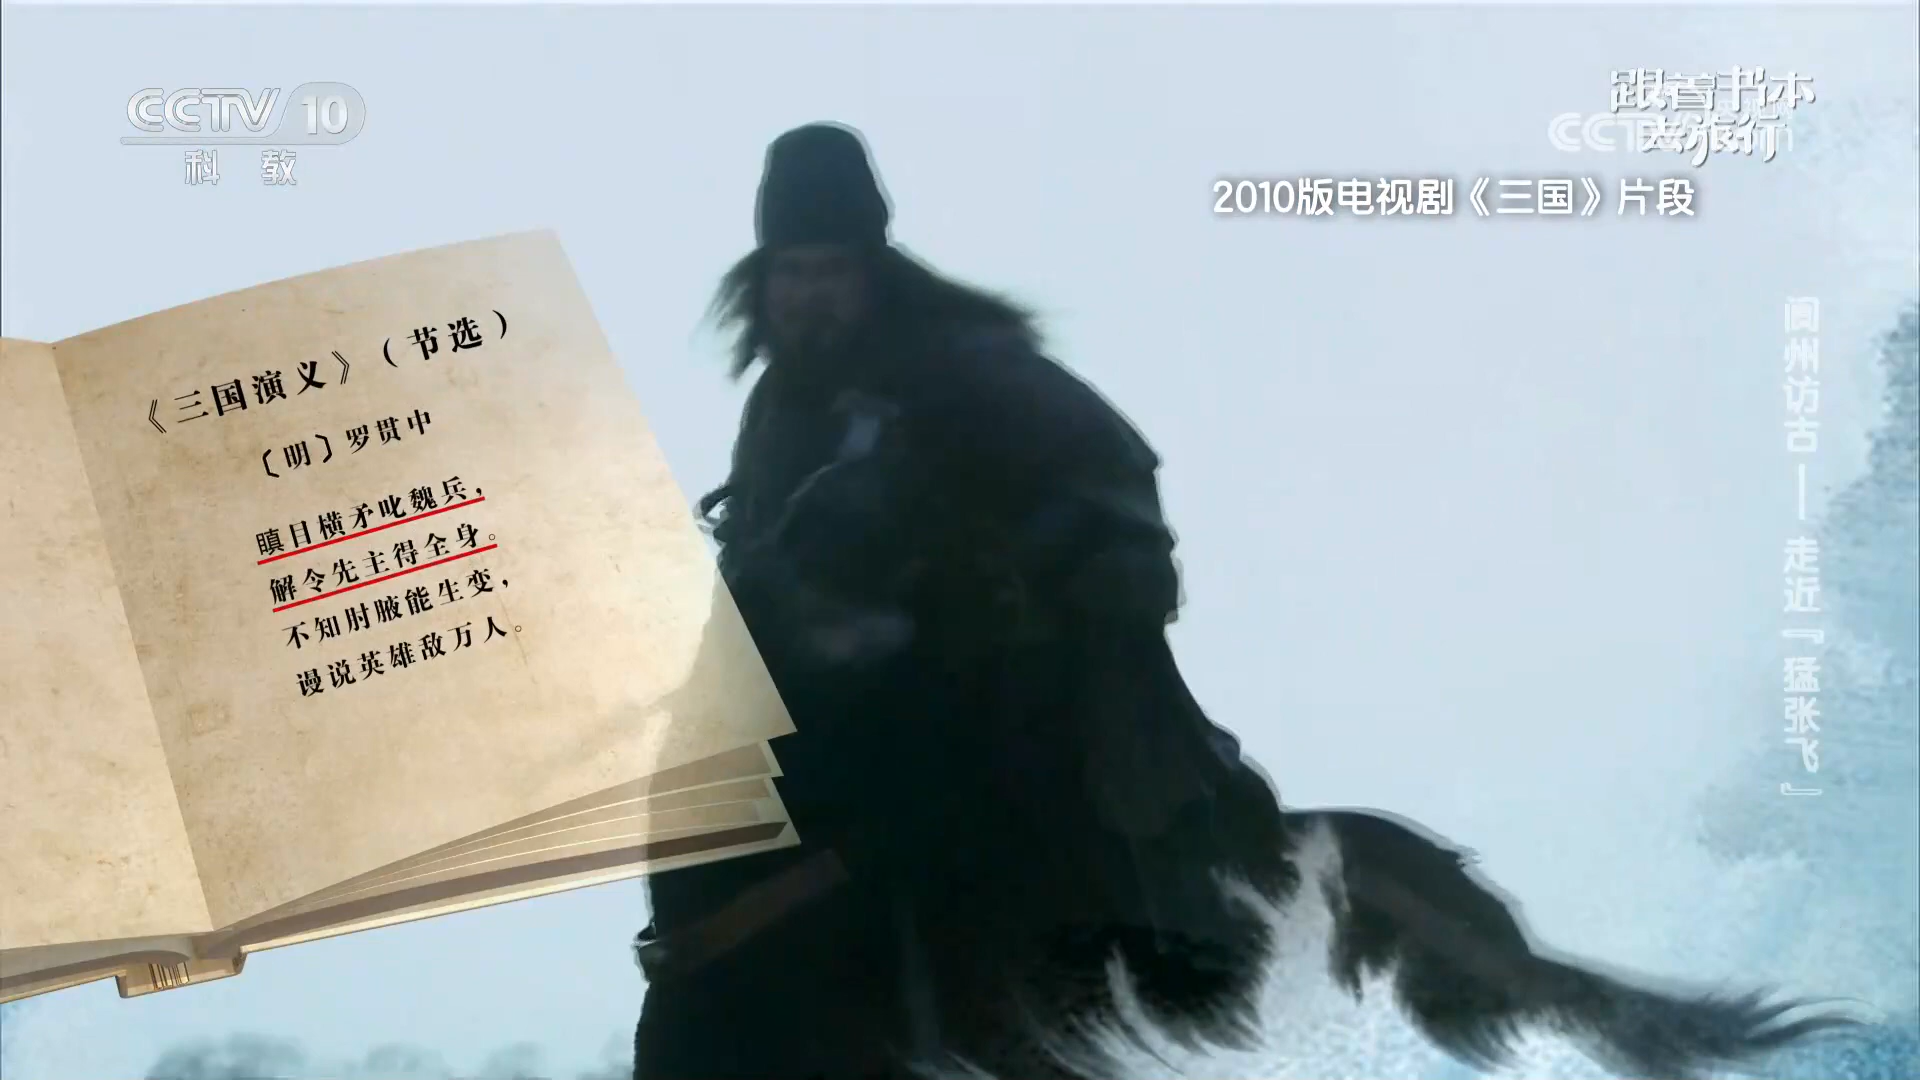 CCTV 10
科教
跟着书本
去旅行
CCTV
2010版电视剧《三国》片段
《三国演义》（节选）
〔明〕罗贯中
瞋目横矛叱魏兵，
解令先主得全身。
不知肘腋能生变，
谩说英雄敌万人。
阆州访古——走近『猛张飞』